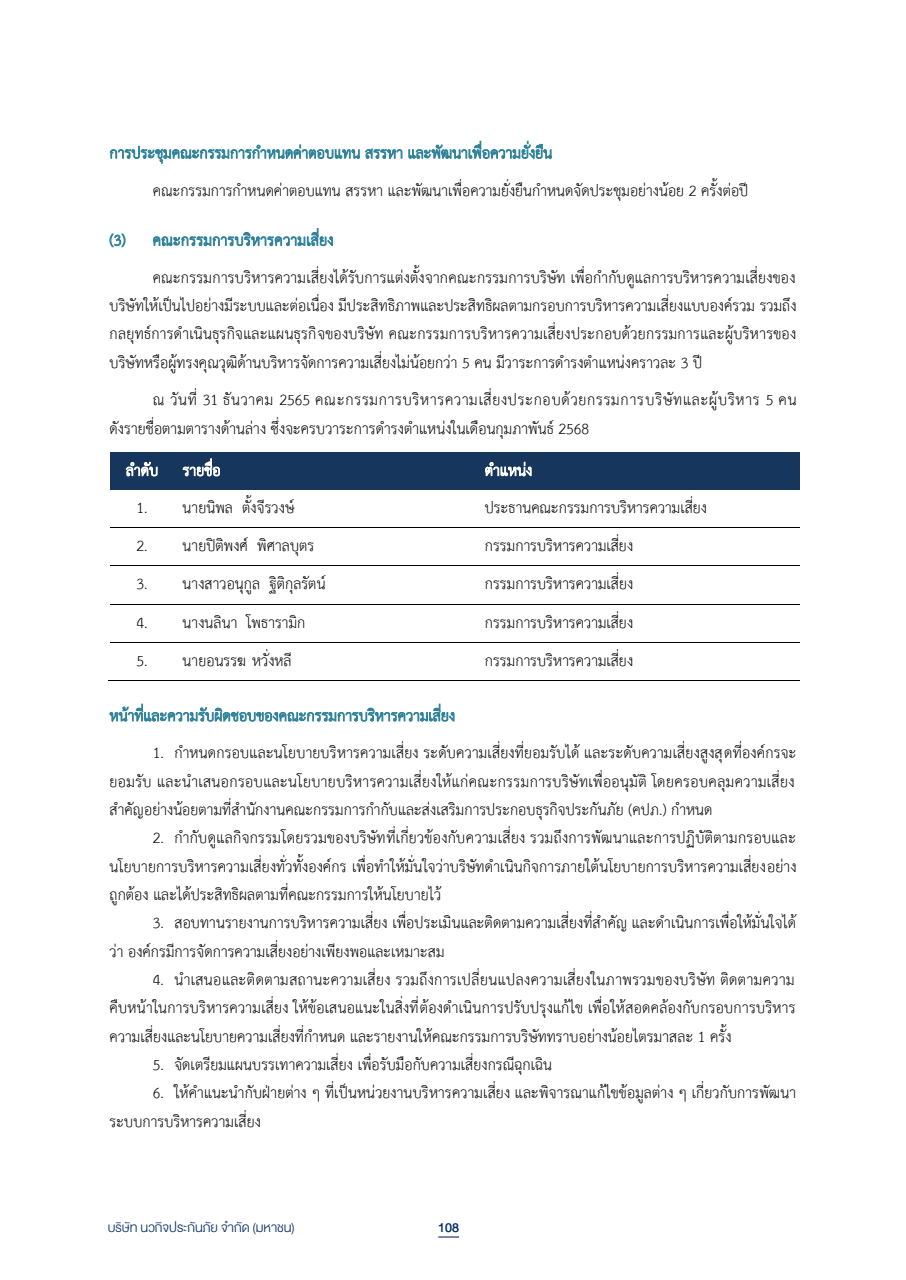 การประชุมคณะกรรมการกำหนดค่าตอบแทน สรรหา และพัฒนาเพื่อความยั่งยืน
คณะกรรมการกำหนดค่าตอบแทน สรรหา และพัฒนาเพื่อความยั่งยืนกำหนดจัดประชุมอย่างน้อย 2 ครั้งต่อปี
(3) คณะกรรมการบริหารความเสี่ยง
คณะกรรมการบริหารความเสี่ยงได้รับการแต่งตั้งจากคณะกรรมการบริษัท เพื่อกำกับดูแลการบริหารความเสี่ยงของ
บริษัทให้เป็นไปอย่างมีระบบและต่อเนื่อง มีประสิทธิภาพและประสิทธิผลตามกรอบการบริหารความเสี่ยงแบบองค์รวม รวมถึง
กลยุทธ์การดำเนินธุรกิจและแผนธุรกิจของบริษัท คณะกรรมการบริหารความเสี่ยงประกอบด้วยกรรมการและผู้บริหารของ
บริษัทหรือผู้ทรงคุณวุฒิด้านบริหารจัดการความเสี่ยงไม่น้อยกว่า 5 คน มีวาระการดำรงตำแหน่งคราวละ 3 ปี
ณ วันที่ 31 ธันวาคม 2565 คณะกรรมการบริหารความเสี่ยงประกอบด้วยกรรมการบริษัทและผู้บริหาร 5 คน
ดังรายชื่อตามตารางด้านล่าง ซึ่งจะครบวาระการดำรงตำแหน่งในเดือนกุมภาพันธ์ 2568
ลำดับ รายชื่อ ตำแหน่ง
1. นายนิพล ตั้งจีรวงษ์ ประธานคณะกรรมการบริหารความเสี่ยง
2. นายปิติพงศ์ พิศาลบุตร กรรมการบริหารความเสี่ยง
3. นางสาวอนุกูล ฐิติกุลรัตน์ กรรมการบริหารความเสี่ยง
4. นางนลินา โพธารามิก กรรมการบริหารความเสี่ยง
5. นายอนรรฆ หวั่งหลี กรรมการบริหารความเสี่ยง
หน้าที่และความรับผิดชอบของคณะกรรมการบริหารความเสี่ยง
1. กำหนดกรอบและนโยบายบริหารความเสี่ยง ระดับความเสี่ยงที่ยอมรับได้ และระดับความเสี่ยงสูงสุดที่องค์กรจะ
ยอมรับ และนำเสนอกรอบและนโยบายบริหารความเสี่ยงให้แก่คณะกรรมการบริษัทเพื่ออนุมัติ โดยครอบคลุมความเสี่ยง
สำคัญอย่างน้อยตามที่สำนักงานคณะกรรมการกำกับและส่งเสริมการประกอบธุรกิจประกันภัย (คปภ.) กำหนด
2. กำกับดูแลกิจกรรมโดยรวมของบริษัทที่เกี่ยวข้องกับความเสี่ยง รวมถึงการพัฒนาและการปฏิบัติตามกรอบและ
นโยบายการบริหารความเสี่ยงทั่วทั้งองค์กร เพื่อทำให้มั่นใจว่าบริษัทดำเนินกิจการภายใต้นโยบายการบริหารความเสี่ยงอย่าง
ถูกต้อง และได้ประสิทธิผลตามที่คณะกรรมการให้นโยบายไว้
3. สอบทานรายงานการบริหารความเสี่ยง เพื่อประเมินและติดตามความเสี่ยงที่สำคัญ และดำเนินการเพื่อให้มั่นใจได้
ว่า องค์กรมีการจัดการความเสี่ยงอย่างเพียงพอและเหมาะสม
4. นำเสนอและติดตามสถานะความเสี่ยง รวมถึงการเปลี่ยนแปลงความเสี่ยงในภาพรวมของบริษัท ติดตามความ
คืบหน้าในการบริหารความเสี่ยง ให้ข้อเสนอแนะในสิ่งที่ต้องดำเนินการปรับปรุงแก้ไข เพื่อให้สอดคล้องกับกรอบการบริหาร
ความเสี่ยงและนโยบายความเสี่ยงที่กำหนด และรายงานให้คณะกรรมการบริษัททราบอย่างน้อยไตรมาสละ 1 ครั้ง
5. จัดเตรียมแผนบรรเทาความเสี่ยง เพื่อรับมือกับความเสี่ยงกรณีฉุกเฉิน
6. ให้คำแนะนำกับฝ่ายต่าง ๆ ที่เป็นหน่วยงานบริหารความเสี่ยง และพิจารณาแก้ไขข้อมูลต่าง ๆ เกี่ยวกับการพัฒนา
ระบบการบริหารความเสี่ยง
บริษัท นวกิจประกันภัย จำกัด (มหาชน) 108